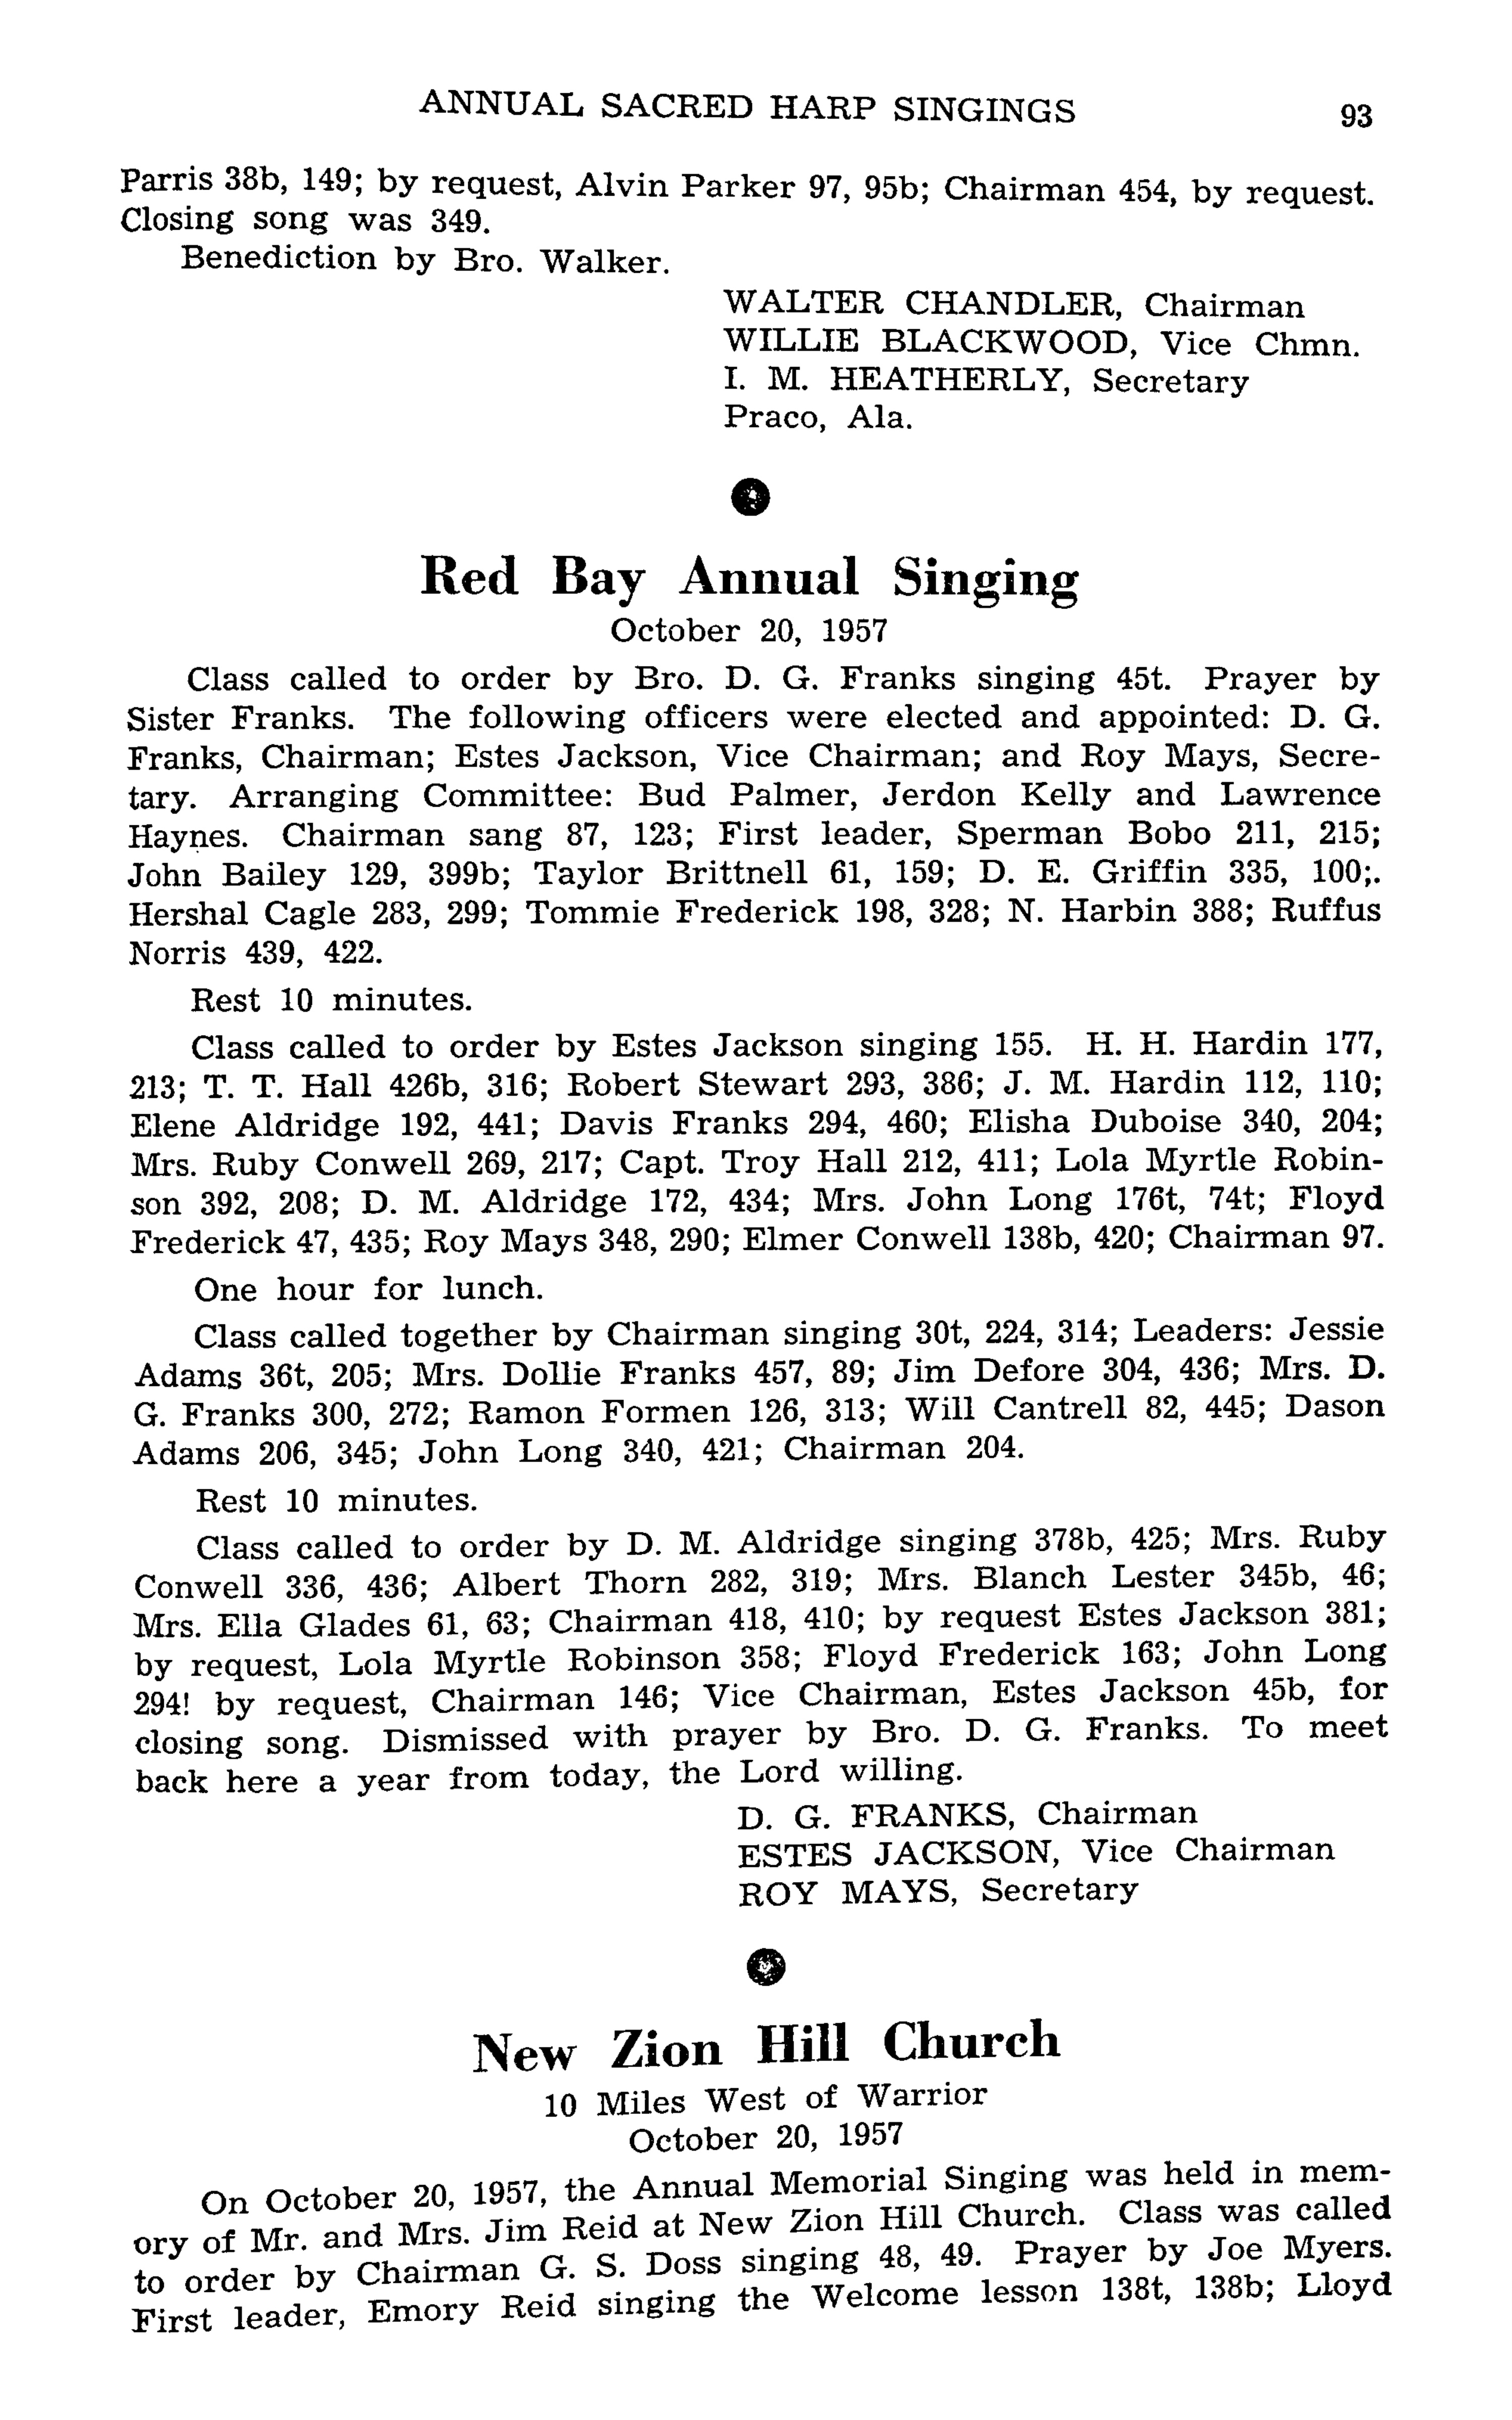 ANNUAL SACRED HARP SINGINGS 93
Parris 38b, 149; by request, Alvin Parker 97, 95b; Chairman 454, by request.
Closing song was 349.
Benediction by Bro. Walker.
WALTER CHANDLER, Chairman
WILLIE BLACKWOOD, Vice Chmn.
I. M. HEATHERLY, Secretary
Praco, Ala.
Red Bay Annual Singing
October 20, 1957
Class called to order by Bro. D. G. Franks singing 45t. Prayer by
Sister Franks. The following officers were elected and appointed: D. G.
Franks, Chairman; Estes Jackson, Vice Chairman; and Roy Mays, Secre-
tary. Arranging Committee: Bud Palmer, Jerdon Kelly and Lawrence
Haynes. Chairman sang 87, 123; First leader, Sperman Bobo 211, 215;
John Bailey 129, 399b; Taylor Brittnell 61, 159; D. E. Griffin 335, 100;.
Hershal Cagle 283, 299; Tommie Frederick 198, 328; N. Harbin 388; Ruffus
Norris 439, 422.
Rest 10 minutes.
Class called to order by Estes Jackson singing 155. H. H. Hardin 177,
213; T. T. Hall 426b, 316; Robert Stewart 293, 386; J. M. Hardin 112, 110;
Elene Aldridge 192, 441; Davis Franks 294, 460; Elisha Duboise 340, 204;
Mrs. Ruby Conwell 269, 217; Capt. Troy Hall 212, 411; Lola Myrtle Robin-
son 392, 208; D. M. Aldridge 172, 434; Mrs. John Long 176t, 74t; Floyd
Frederick 47, 435; Roy Mays 348, 290; Elmer Conwell 138b, 420; Chairman 97.
One hour for lunch.
Class called together by Chairman singing 30t, 224, 314; Leaders: Jessie
Adams 36t, 205; Mrs. Dollie Franks 457, 89; Jim Defore 304, 436; Mrs. D.
G. Franks 300, 272; Ramon Formen 126, 313; Will Cantrell 82, 445; Dason
Adams 206, 345; John Long 340, 421; Chairman 204.
Rest 10 minutes.
Class called to order by D. M. Aldridge singing 378b, 425; Mrs. Ruby
Conwell 336, 436; Albert Thorn 282, 319; Mrs. Blanch Lester 345b, 46;
Mrs. Ella Glades 61, 63; Chairman 418, 410; by request Estes Jackson 381;
by request, Lola Myrtle Robinson 358; Floyd Frederick 163; John Long
294! by request, Chairman 146; Vice Chairman, Estes Jackson 45b, for
closing song. Dismissed with prayer by Bro. D. G. Franks. To meet
back here a year from today, the Lord willing.
D. G. FRANKS, Chairman
ESTES JACKSON, Vice Chairman
ROY MAYS, Secretary
New Zion Hill Church
10 Miles West of Warrior
October 20, 1957
On October 20, 1957, the Annual Memorial Singing was held in mem-
ory of Mr. and Mrs. Jim Reid at New Zion Hill Church. Class was called
to order by Chairman G. S. Doss singing 48, 49. Prayer by Joe Myers.
First leader, Emory Reid singing the Welcome lesson 138t, 138b; Lloyd